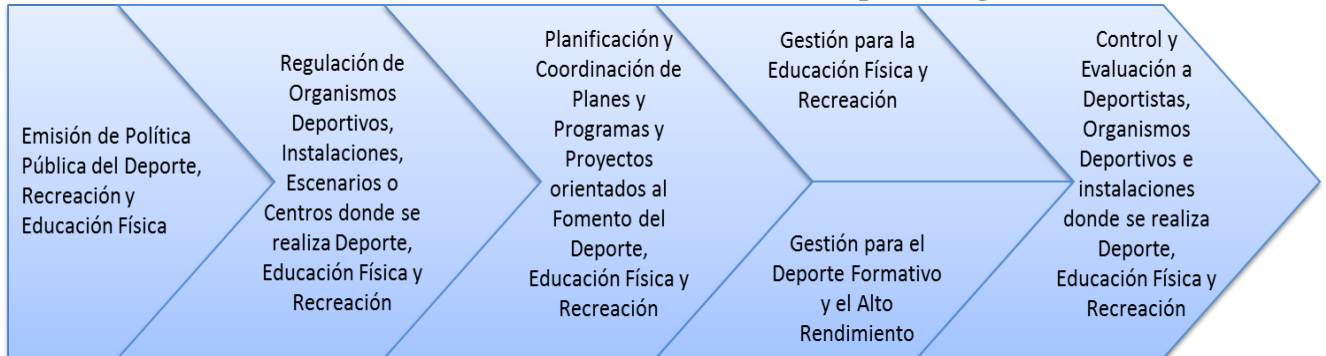 Emisión de Política
Pública del Deporte,
Recreación y
Educación Física
Regulación de
Organismos
Deportivos,
Instalaciones,
Escenarios o
Centros donde se
realiza Deporte,
Educación Física y
Recreación
Planificación y
Coordinación de
Planes y
Programas y
Proyectos
orientados al
Fomento del
Deporte,
Educación Física y
Recreación
Gestión para la
Educación Física y
Recreación
Gestión para el
Deporte Formativo
y el Alto
Rendimiento
Control y
Evaluación a
Deportistas,
Organismos
Deportivos e
instalaciones
donde se realiza
Deporte,
Educación Física y
Recreación